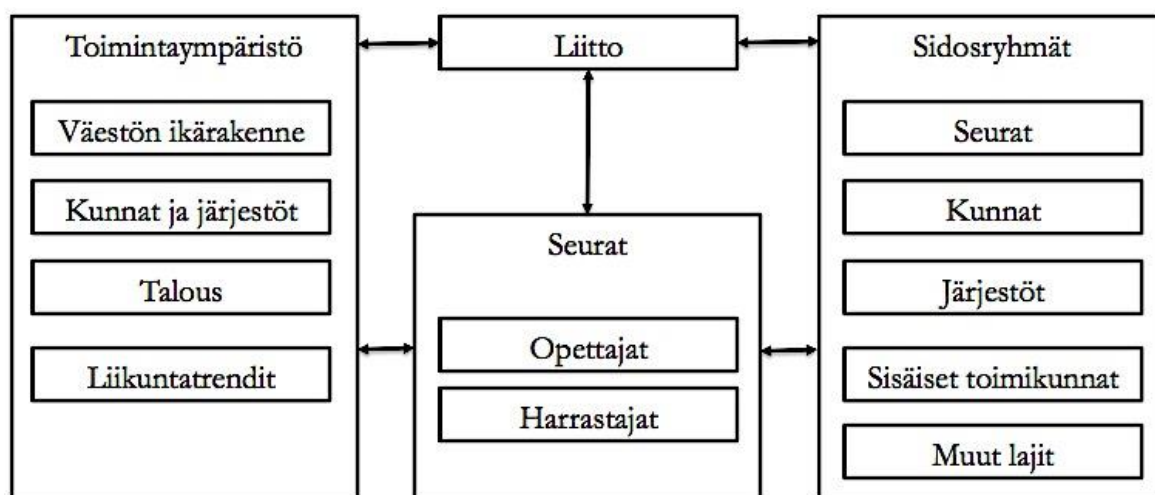 Toimintaympäristö
Väestön ikärakenne
Kunnat ja järjestöt
Talous
Liikuntatrendit
Liitto
Seurat
Opettajat
Harrastajat
Sidosryhmät
Seurat
Kunnat
Järjestöt
Sisäiset toimikunnat
Muut lajit